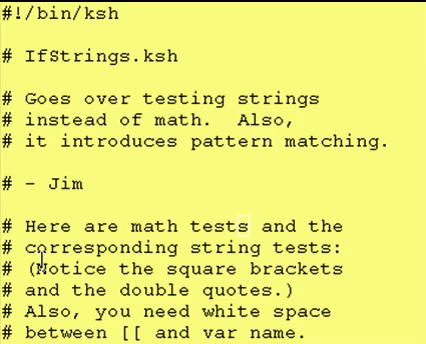 #!/bin/ksh
# IfStrings.ksh
# Goes over testing strings
# instead of math.  Also,
# it introduces pattern matching.
# - Jim
# Here are math tests and the
# corresponding string tests:
# (Notice the square brackets
# and the double quotes.)
# Also, you need white space
# between [[ and var name.